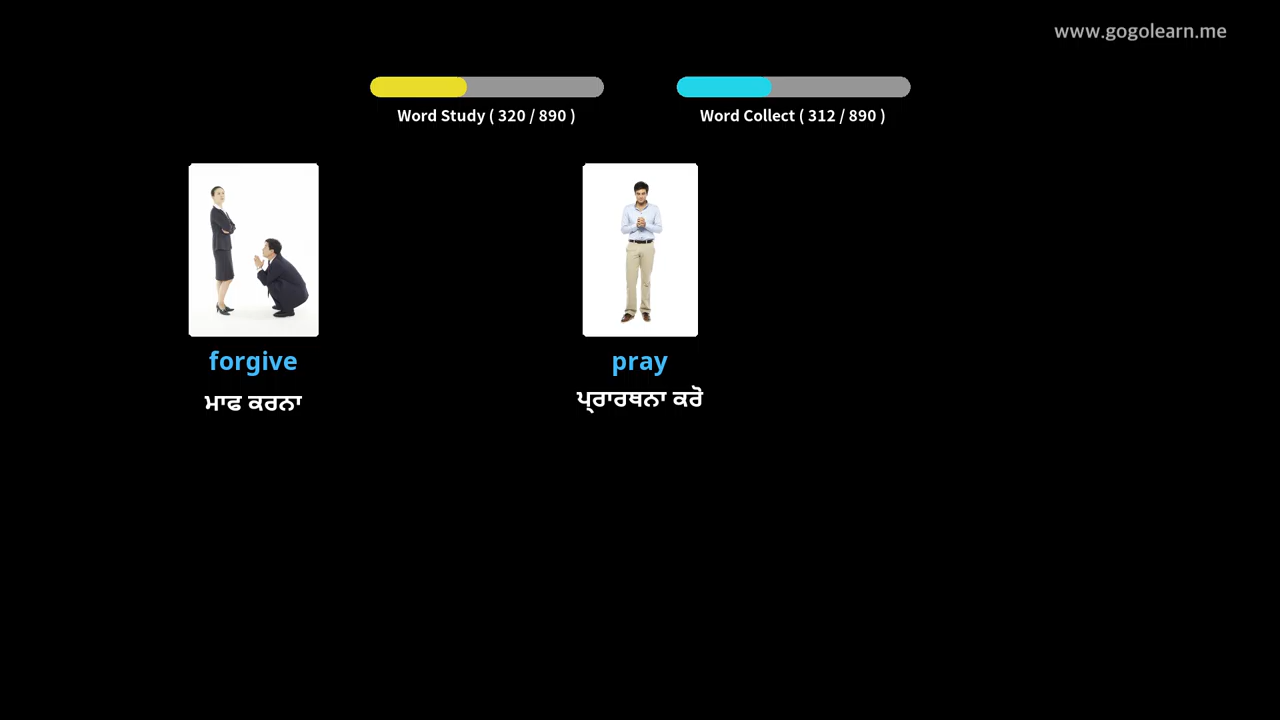 www.gogolearn.me
Word Study ( 320 / 890 )
Word Collect ( 312 / 890 )
forgive
ਮਾਫ ਕਰਨਾ
pray
ਪ੍ਰਾਰਥਨਾ ਕਰੋ